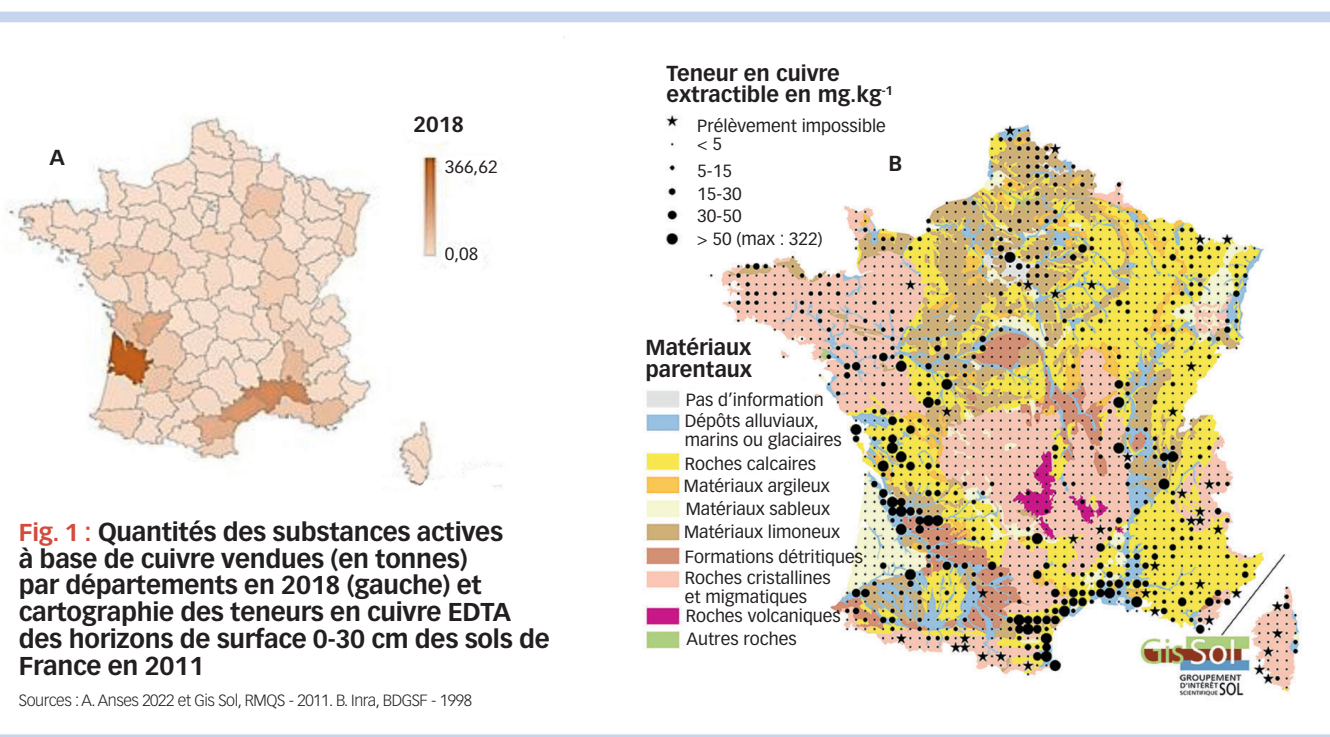 A
2018
366,62
0,08
Fig. 1 : Quantités des substances actives
à base de cuivre vendues (en tonnes)
par départements en 2018 (gauche) et
cartographie des teneurs en cuivre EDTA
des horizons de surface 0-30 cm des sols de
France en 2011
Sources : A. Anses 2022 et Gis Sol, RMQS - 2011. B. Inra, BDGSF - 1998
Teneur en cuivre
extractible en mg.kg-1
Prélèvement impossible
< 5
5-15
15-30
30-50
> 50 (max : 322)
B
Matériaux
parentaux
Pas d'information
Dépôts alluviaux,
marins ou glaciaires
Roches calcaires
Matériaux argileux
Matériaux sableux
Matériaux limoneux
Formations détritiques
Roches cristallines
et migmatiques
Roches volcaniques
Autres roches
Gis Sol
GROUPEMENT
D'INTÉRÊT
SCIENTIFIQUE SOL